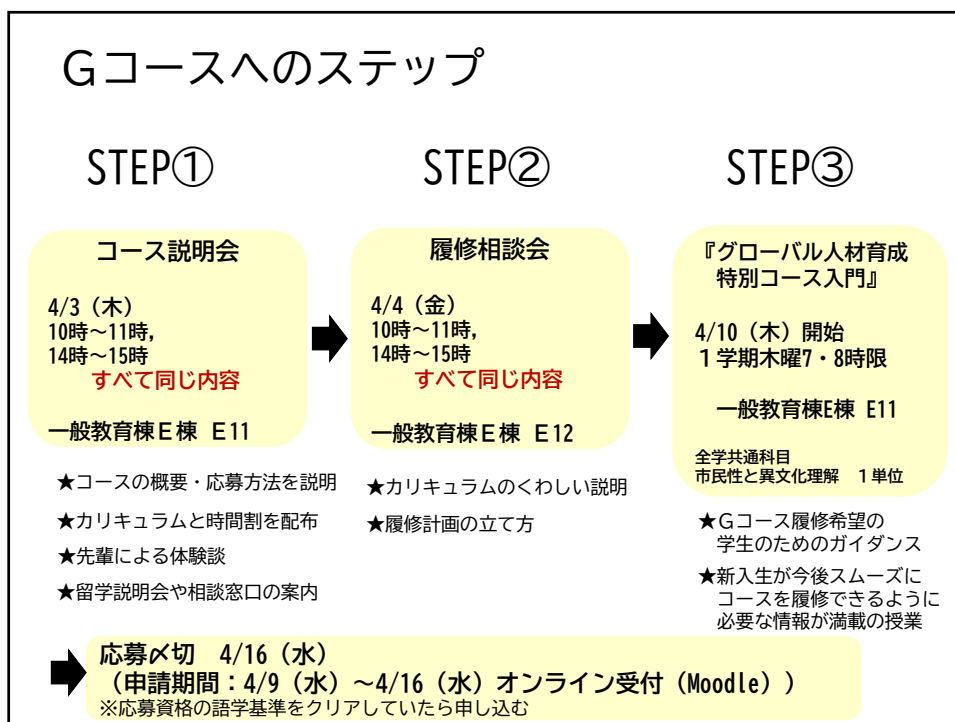 Gコースへのステップ
STEP①
コース説明会
4/3（木）
10時～11時，
14時～15時
すべて同じ内容
一般教育棟Ｅ棟 E11
★コースの概要・応募方法を説明
★カリキュラムと時間割を配布
★先輩による体験談
★留学説明会や相談窓口の案内
STEP②
履修相談会
4/4（金）
10時～11時，
14時～15時
すべて同じ内容
一般教育棟Ｅ棟 Ｅ12
★カリキュラムのくわしい説明
★履修計画の立て方
STEP③
『グローバル人材育成
特別コース入門』
4/10（木）開始
１学期木曜7・8時限
一般教育棟E棟 E11
全学共通科目
市民性と異文化理解　１単位
★Ｇコース履修希望の
学生のためのガイダンス
★新入生が今後スムーズに
コースを履修できるように
必要な情報が満載の授業
応募〆切　4/16（水）
（申請期間：4/9（水）～4/16（水）オンライン受付（Moodle））
※応募資格の語学基準をクリアしていたら申し込む